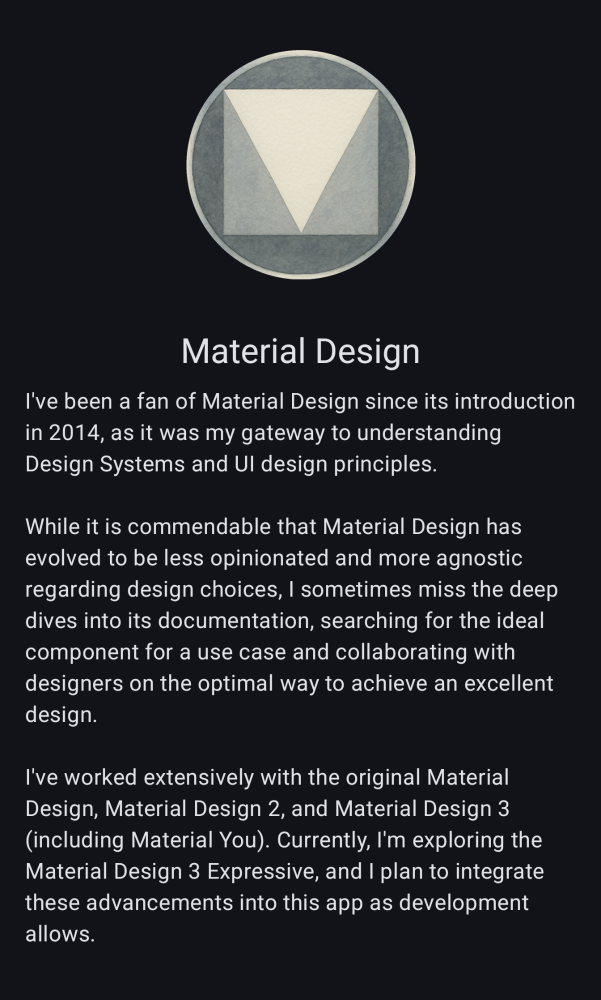 Material Design
I've been a fan of Material Design since its introduction
in 2014, as it was my gateway to understanding
Design Systems and UI design principles.
While it is commendable that Material Design has
evolved to be less opinionated and more agnostic
regarding design choices, I sometimes miss the deep
dives into its documentation, searching for the ideal
component for a use case and collaborating with
designers on the optimal way to achieve an excellent
design.
I've worked extensively with the original Material
Design, Material Design 2, and Material Design 3
(including Material You). Currently, I'm exploring the
Material Design 3 Expressive, and I plan to integrate
these advancements into this app as development
allows.